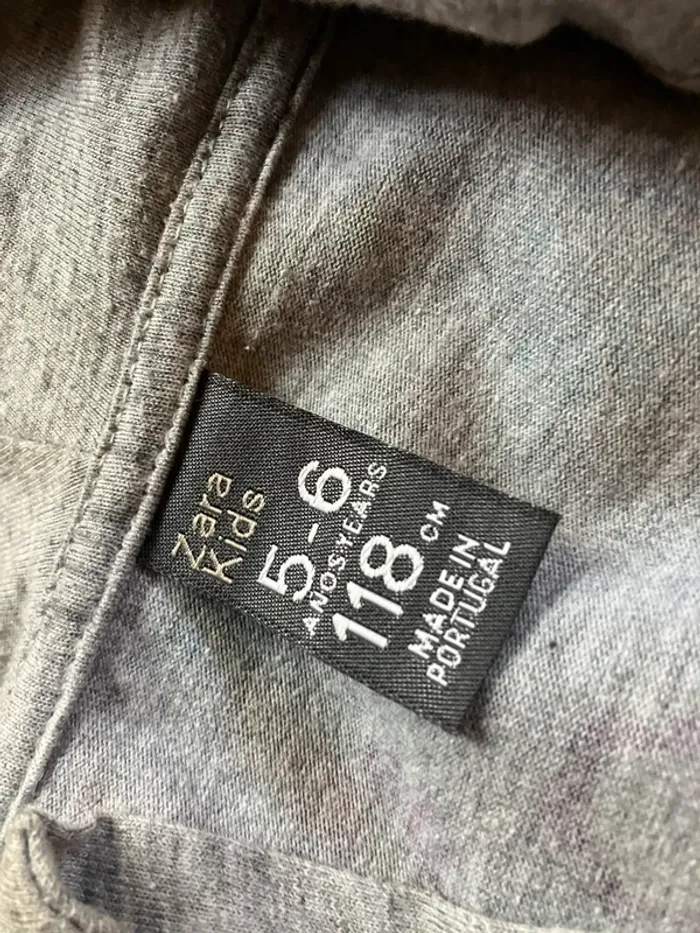 Zara
Kids
5-6
AÑOS YEARS
118 CM
MADE IN
PORTUGAL